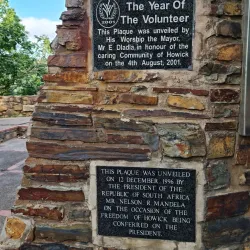 2001
The Year Of
The Volunteer
This Plaque was unveiled by
His Worship the Mayor,
Mr E Dladla in honour of the
caring Community of Howick
on the 4th August, 2001.
THIS PLAQUE WAS UNVEILED
ON 12 DECEMBER 1996 BY
THE PRESIDENT OF THE
REPUBLIC OF SOUTH AFRICA
MR. NELSON R. MANDELA
ON THE OCCASION OF THE
FREEDOM OF HOWICK BEING
CONFERRED ON THE
PRESIDENT.